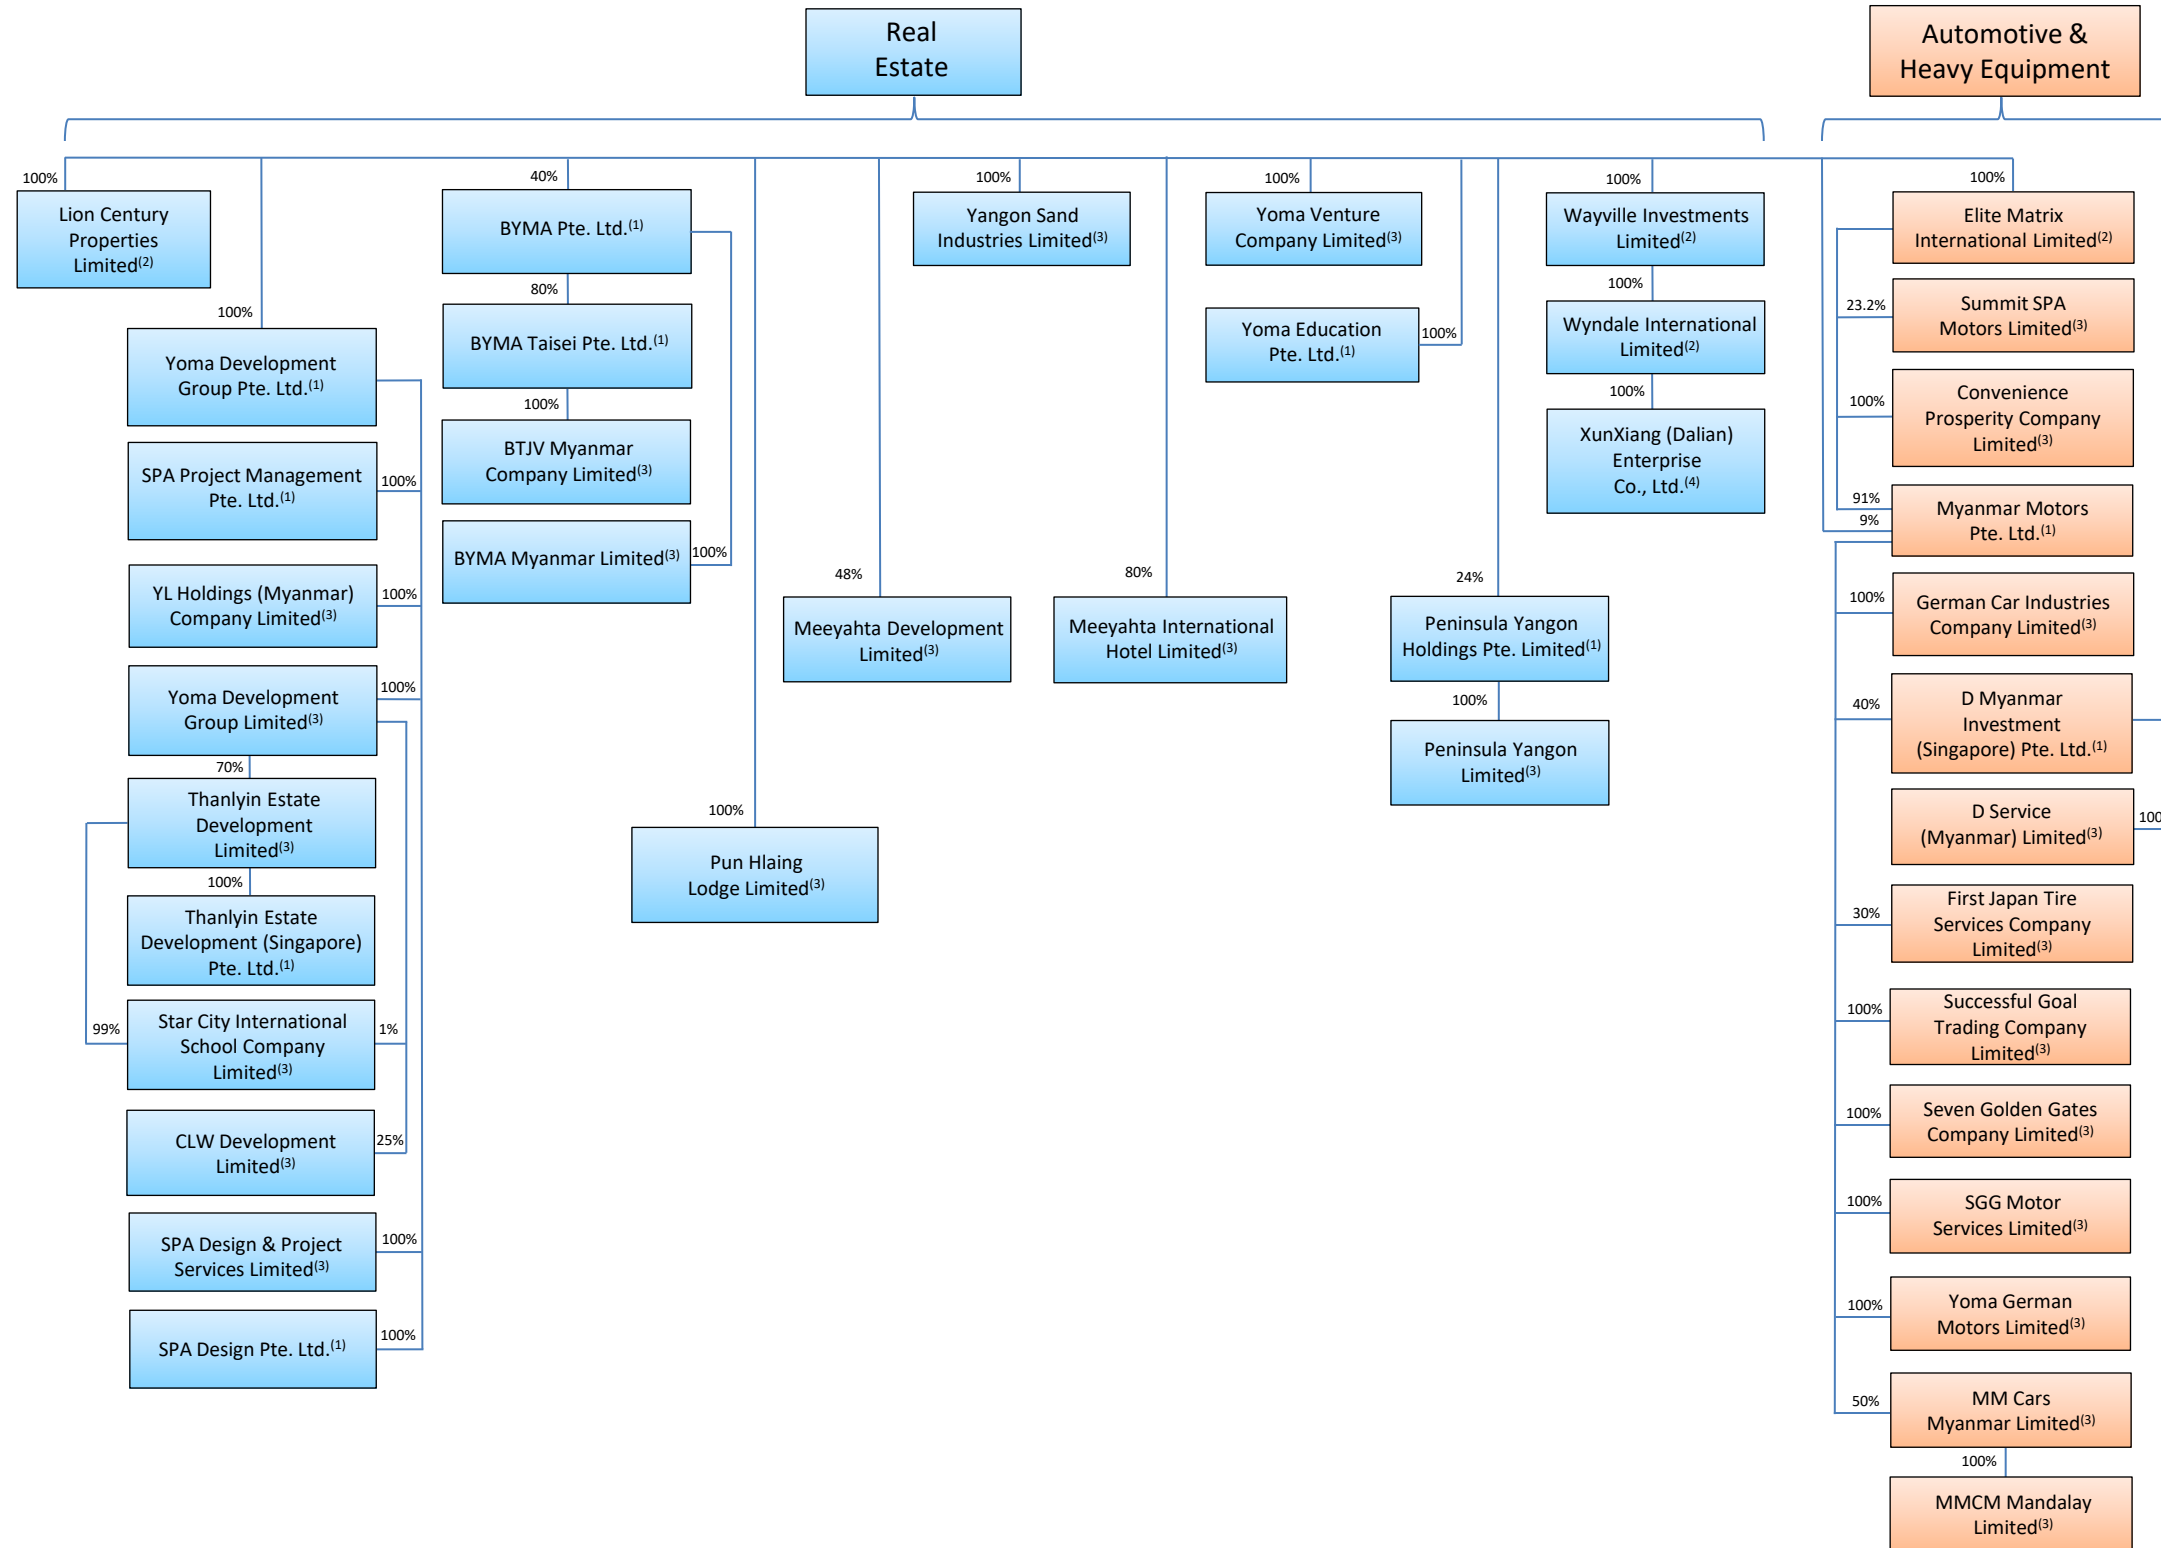 Real
Estate
Automotive &
Heavy Equipment
100%
Lion Century
Properties
Limited(2)
100%
Yoma Development
Group Pte. Ltd.(1)
SPA Project Management
Pte. Ltd.(1)
100%
YL Holdings (Myanmar)
Company Limited(3)
100%
Yoma Development
Group Limited(3)
100%
70%
Thanlyin Estate
Development
Limited(3)
100%
Thanlyin Estate
Development (Singapore)
Pte. Ltd.(1)
99%
Star City International
School Company
Limited(3)
1%
CLW Development
Limited(3)
25%
SPA Design & Project
Services Limited(3)
100%
SPA Design Pte. Ltd.(1)
100%
40%
BYMA Pte. Ltd.(1)
80%
BYMA Taisei Pte. Ltd.(1)
100%
BTJV Myanmar
Company Limited(3)
BYMA Myanmar Limited(3)
100%
100%
Pun Hlaing
Lodge Limited(3)
48%
Meeyahta Development
Limited(3)
100%
Yangon Sand
Industries Limited(3)
80%
Meeyahta International
Hotel Limited(3)
100%
Yoma Venture
Company Limited(3)
Yoma Education
Pte. Ltd.(1)
100%
24%
Peninsula Yangon
Holdings Pte. Limited(1)
100%
Peninsula Yangon
Limited(3)
100%
Wayville Investments
Limited(2)
100%
Wyndale International
Limited(2)
100%
XunXiang (Dalian)
Enterprise
Co., Ltd.(4)
100%
Elite Matrix
International Limited(2)
23.2%
Summit SPA
Motors Limited(3)
100%
Convenience
Prosperity Company
Limited(3)
91%
9%
Myanmar Motors
Pte. Ltd.(1)
100%
German Car Industries
Company Limited(3)
40%
D Myanmar
Investment
(Singapore) Pte. Ltd.(1)
D Service
(Myanmar) Limited(3)
100
30%
First Japan Tire
Services Company
Limited(3)
100%
Successful Goal
Trading Company
Limited(3)
100%
Seven Golden Gates
Company Limited(3)
100%
SGG Motor
Services Limited(3)
100%
Yoma German
Motors Limited(3)
50%
MM Cars
Myanmar Limited(3)
100%
MMCM Mandalay
Limited(3)